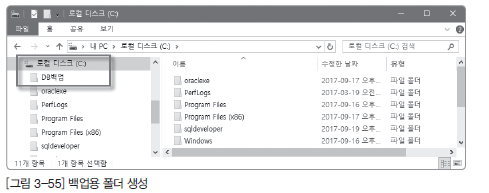 로컬 디스크 (C:)
파일 홈 공유 보기
내 PC 로컬 디스크 (C:) 로컬 디스크 (C:) 검색
로컬 디스크 (C:)
DB백업
oraclexe
PerfLogs
Program Files
Program Files (x86)
sqldeveloper
이름 수정한 날짜 유형
oraclexe 2017-09-17 오후... 파일 폴더
PerfLogs 2017-03-19 오전... 파일 폴더
Program Files 2017-09-16 오후... 파일 폴더
Program Files (x86) 2017-09-17 오후... 파일 폴더
sqldeveloper 2017-09-17 오후... 파일 폴더
Windows 2017-09-16 오후... 파일 폴더
11개 항목 1개 항목 선택함
[그림 3-55] 백업용 폴더 생성